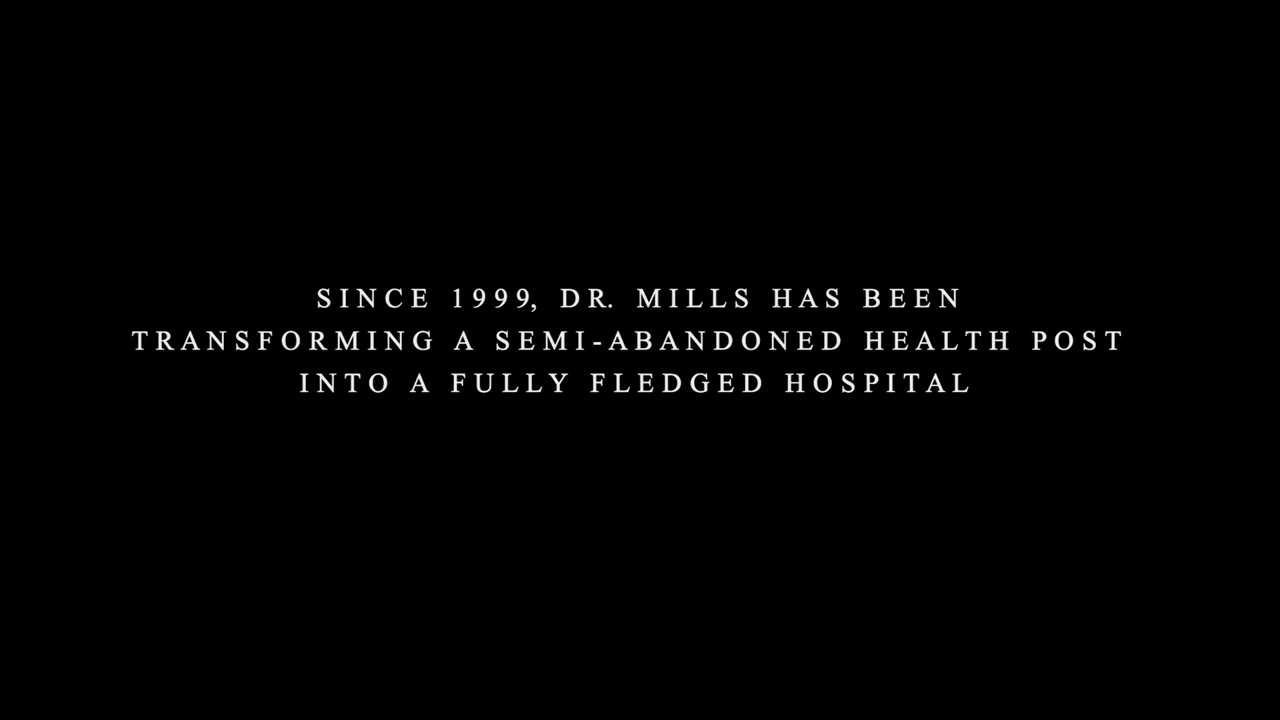 SINCE 1999, DR. MILLS HAS BEEN
TRANSFORMING A SEMI-ABANDONED HEALTH POST
INTO A FULLY FLEDGED HOSPITAL